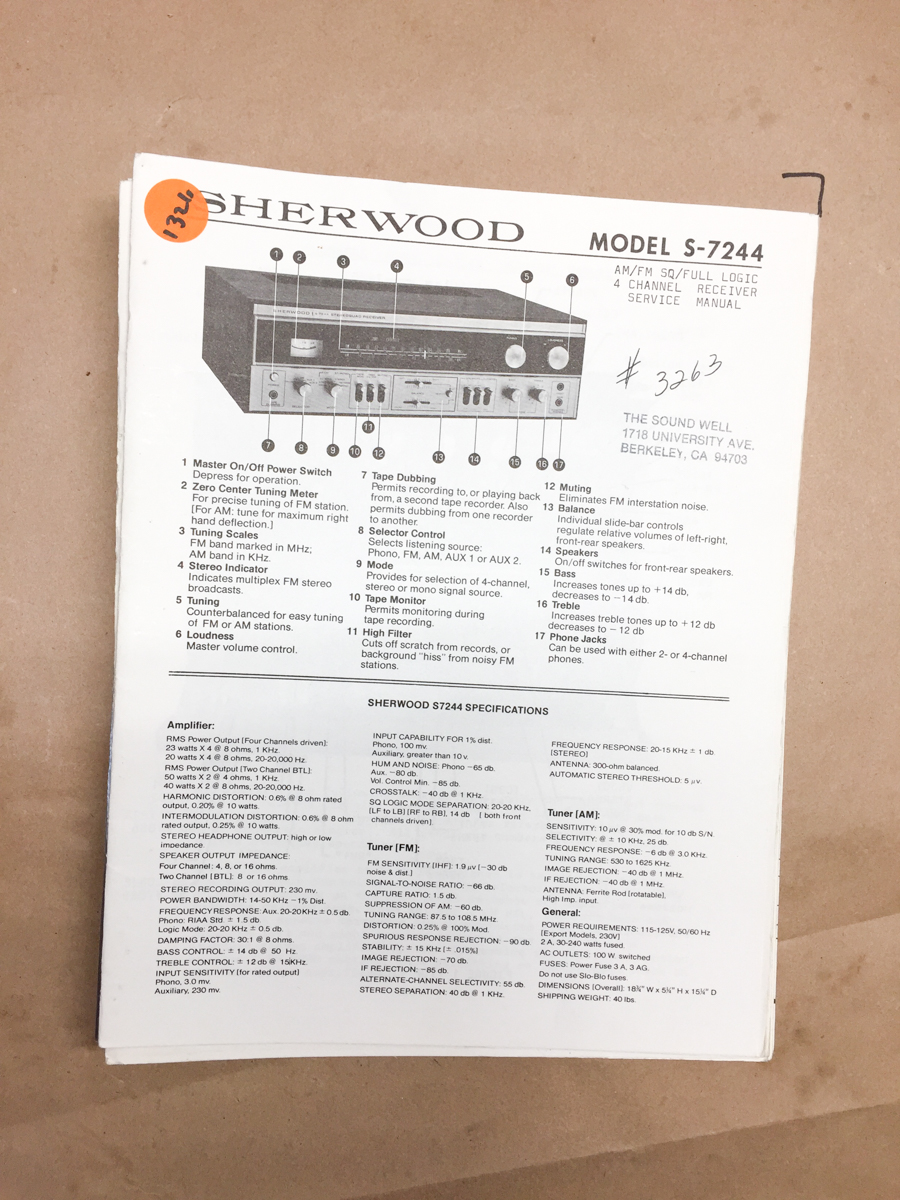 1326
SHERWOOD
MODEL S-7244
AM/FM SQ/FULL LOGIC
4 CHANNEL RECEIVER
SERVICE MANUAL
# 3263
THE SOUND WELL
1718 UNIVERSITY AVE.
BERKELEY, CA 94703
1
2
3
4
5
6
7
8
9
10
11
12
13
14
15
16
17
1 Master On/Off Power Switch
Depress for operation.
2 Zero Center Tuning Meter
For precise tuning of FM station.
[For AM: tune for maximum right
hand deflection.]
3 Tuning Scales
FM band marked in MHz;
AM band in KHz.
4 Stereo Indicator
Indicates multiplex FM stereo
broadcasts.
5 Tuning
Counterbalanced for easy tuning
of FM or AM stations.
6 Loudness
Master volume control.
7 Tape Dubbing
Permits recording to, or playing back
from, a second tape recorder. Also
permits dubbing from one recorder
to another.
8 Selector Control
Selects listening source:
Phono, FM, AM, AUX 1 or AUX 2.
9 Mode
Provides for selection of 4-channel,
stereo or mono signal source.
10 Tape Monitor
Permits monitoring during
tape recording.
11 High Filter
Cuts off scratch from records, or
background "hiss" from noisy FM
stations.
12 Muting
Eliminates FM interstation noise.
13 Balance
Individual slide-bar controls
regulate relative volumes of left-right,
front-rear speakers.
14 Speakers
On/off switches for front-rear speakers.
15 Bass
Increases tones up to +14 db,
decreases to −14 db.
16 Treble
Increases treble tones up to +12 db
decreases to − 12 db
17 Phone Jacks
Can be used with either 2- or 4-channel
phones.
SHERWOOD S7244 SPECIFICATIONS
Amplifier:
RMS Power Output [Four Channels driven]:
23 watts X 4 @ 8 ohms, 1 KHz.
20 watts X 4 @ 8 ohms, 20-20,000 Hz.
RMS Power Output [Two Channel BTL]:
50 watts X 2 @ 4 ohms, 1 KHz.
40 watts X 2 @ 8 ohms, 20-20,000 Hz.
HARMONIC DISTORTION: 0.6% @ 8 ohm rated
output, 0.20% @ 10 watts.
INTERMODULATION DISTORTION: 0.6% @ 8 ohm
rated output, 0.25% @ 10 watts.
STEREO HEADPHONE OUTPUT: high or low
impedance.
SPEAKER OUTPUT IMPEDANCE:
Four Channel: 4, 8, or 16 ohms.
Two Channel [BTL]: 8 or 16 ohms.
STEREO RECORDING OUTPUT: 230 mv.
POWER BANDWIDTH: 14-50 KHz −1% Dist.
FREQUENCY RESPONSE: Aux. 20-20 KHz ± 0.5 db.
Phono: RIAA Std. ± 1.5 db.
Logic Mode: 20-20 KHz ± 0.5 db.
DAMPING FACTOR: 30:1 @ 8 ohms.
BASS CONTROL: ± 14 db @ 50 Hz.
TREBLE CONTROL: ± 12 db @ 15KHz.
INPUT SENSITIVITY [for rated output]
Phono, 3.0 mv.
Auxiliary, 230 mv.
INPUT CAPABILITY FOR 1% dist.
Phono, 100 mv.
Auxiliary, greater than 10 v.
HUM AND NOISE: Phono −65 db.
Aux. −80 db.
Vol. Control Min. −85 db.
CROSSTALK: −40 db @ 1 KHz.
SQ LOGIC MODE SEPARATION: 20-20 KHz,
[LF to LB] [RF to RB], 14 db [ both front
channels driven].
Tuner [FM]:
FM SENSITIVITY [IHF]: 1.9 µv [−30 db
noise & dist.]
SIGNAL-TO-NOISE RATIO: −66 db.
CAPTURE RATIO: 1.5 db.
SUPPRESSION OF AM: −60 db.
TUNING RANGE: 87.5 to 108.5 MHz.
DISTORTION: 0.25% @ 100% Mod.
SPURIOUS RESPONSE REJECTION: −90 db.
STABILITY: ± 15 KHz [± .015%]
IMAGE REJECTION: −70 db.
IF REJECTION: −85 db.
ALTERNATE-CHANNEL SELECTIVITY: 55 db.
STEREO SEPARATION: 40 db @ 1 KHz.
FREQUENCY RESPONSE: 20-15 KHz ± 1 db
[STEREO]
ANTENNA: 300-ohm balanced.
AUTOMATIC STEREO THRESHOLD: 5 µv.
Tuner [AM]:
SENSITIVITY: 10 µv @ 30% mod. for 10 db S/N.
SELECTIVITY: @ ± 10 KHz, 25 db.
FREQUENCY RESPONSE: −6 db @ 3.0 KHz.
TUNING RANGE: 530 to 1625 KHz.
IMAGE REJECTION: −40 db @ 1 MHz.
IF REJECTION: −40 db @ 1 MHz.
ANTENNA: Ferrite Rod [rotatable],
High Imp. input.
General:
POWER REQUIREMENTS: 115-125V, 50/60 Hz
[Export Models, 230V]
2 A, 30-240 watts fused.
AC OUTLETS: 100 W. switched
FUSES: Power Fuse 3 A, 3 AG.
Do not use Slo-Blo fuses.
DIMENSIONS [Overall]: 18¾" W x 5¼" H x 15¼" D
SHIPPING WEIGHT: 40 lbs.